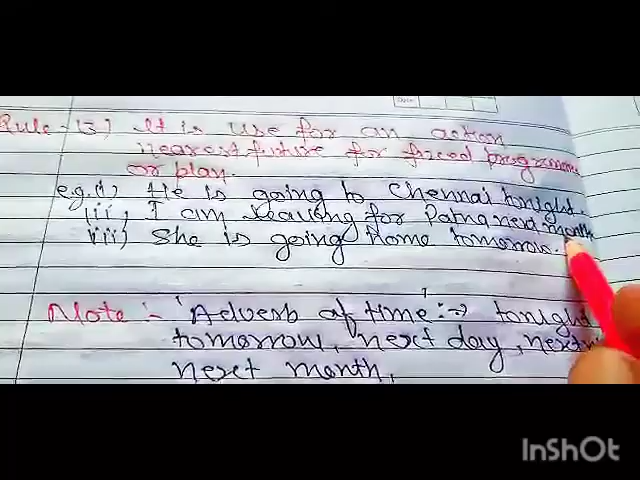 Rule-(3) It is use for an action
nearest future for fixed programme
or plan.
e.g. (i) He is going to Chennai tonight.
(ii) I am leaving for Patna next month
(iii) She is going home tomorrow.
Note :- 'Adverb of time' :→ tonight
tomorrow, next day, next
next month,
InShOt